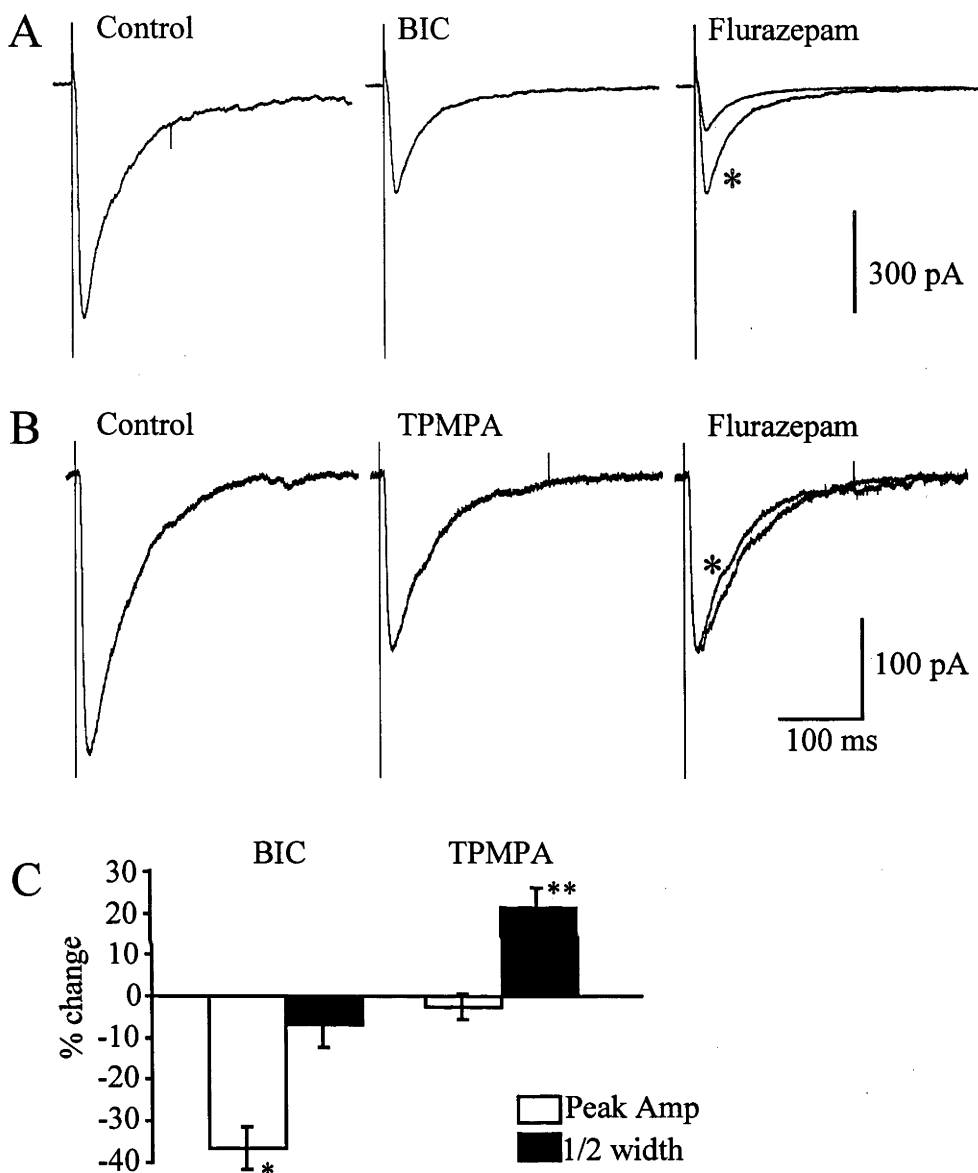 A
Control
BIC
Flurazepam
*
300 pA
B
Control
TPMPA
Flurazepam
*
100 pA
100 ms
C
BIC
TPMPA
% change
30
20
10
0
-10
-20
-30
-40
*
**
Peak Amp
1/2 width